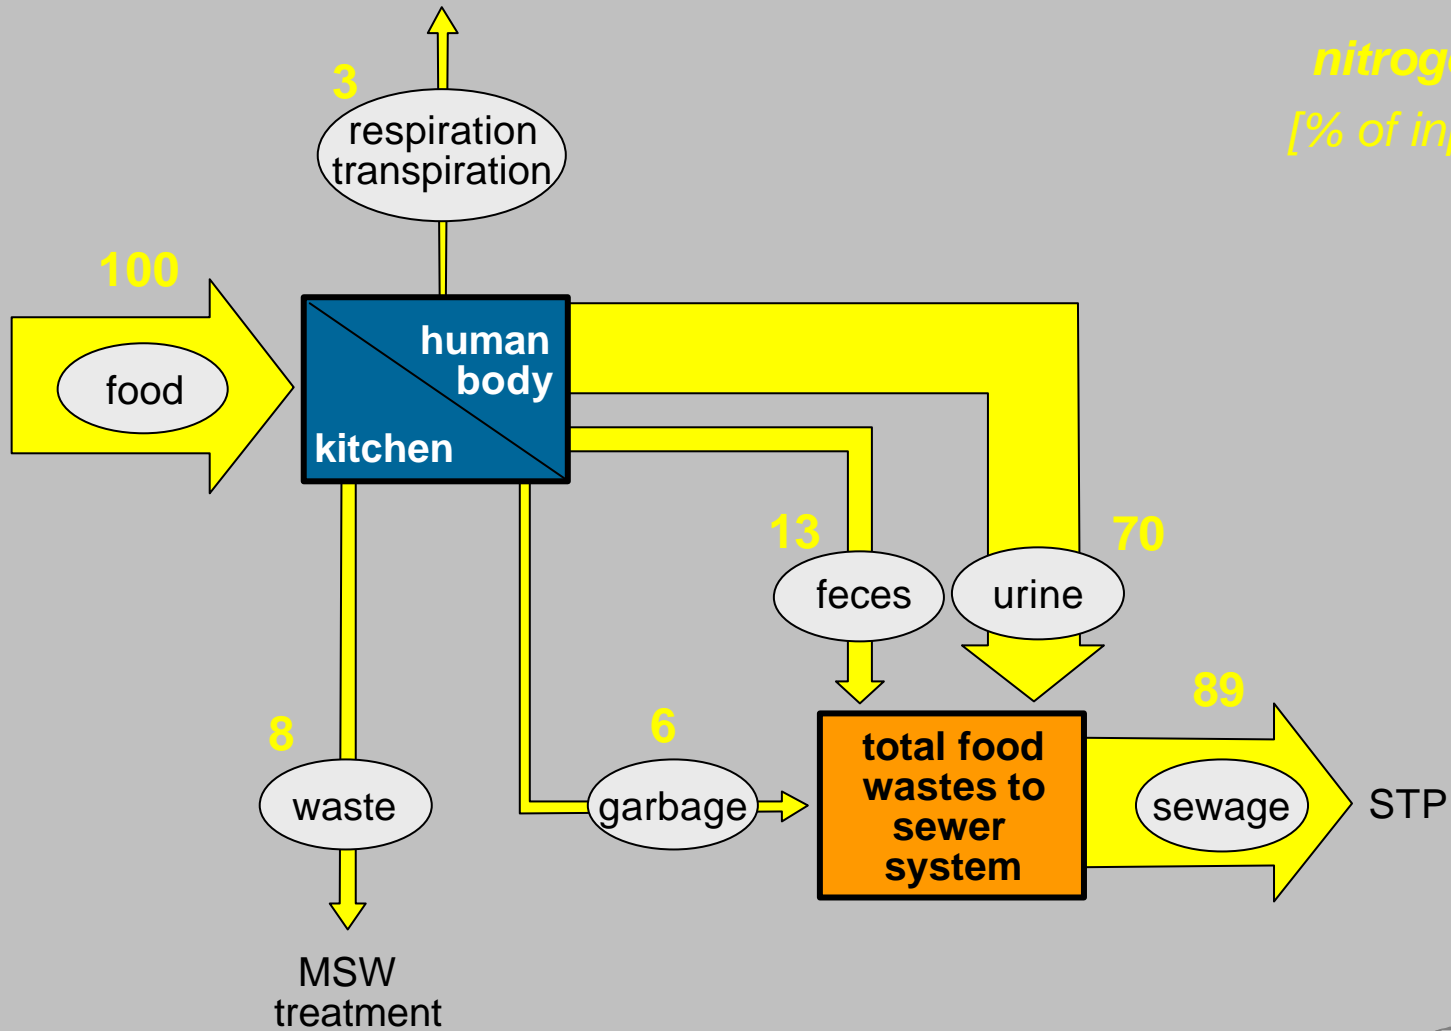 3
respiration
transpiration
[% of
100
food
human
body
kitchen
13
feces
70
urine
8
waste
6
garbage
total food
wastes to
sewer
system
89
sewage
STP
MSW
treatment